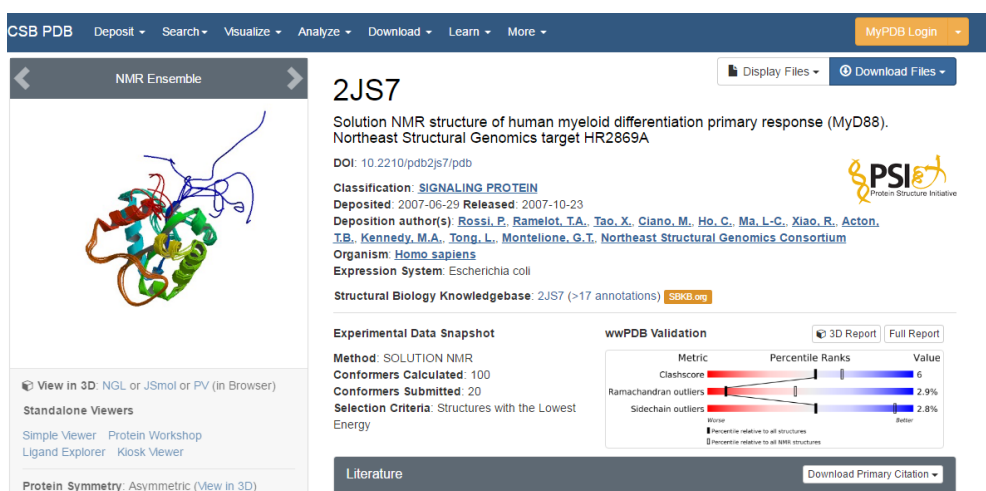 CSB PDB Deposit Search Visualize Analyze Download Learn More MyPDB Login
NMR Ensemble
Display Files Download Files
2JS7
Solution NMR structure of human myeloid differentiation primary response (MyD88).
Northeast Structural Genomics target HR2869A
DOI: 10.2210/pdb2js7/pdb
PSI
Protein Structure Initiative
Classification: SIGNALING PROTEIN
Deposited: 2007-06-29 Released: 2007-10-23
Deposition author(s): Rossi, P., Ramelot, T.A., Tao, X., Ciano, M., Ho, C., Ma, L-C., Xiao, R., Acton,
T.B., Kennedy, M.A., Tong, L., Montelione, G.T., Northeast Structural Genomics Consortium
Organism: Homo sapiens
Expression System: Escherichia coli
Structural Biology Knowledgebase: 2JS7 (>17 annotations) SBKB.org
View in 3D: NGL or JSmol or PV (in Browser)
Standalone Viewers
Simple Viewer Protein Workshop
Ligand Explorer Kiosk Viewer
Protein Symmetry: Asymmetric (View in 3D)
Experimental Data Snapshot
Method: SOLUTION NMR
Conformers Calculated: 100
Conformers Submitted: 20
Selection Criteria: Structures with the Lowest
Energy
wwPDB Validation 3D Report Full Report
Metric Percentile Ranks Value
Clashscore 6
Ramachandran outliers 2.9%
Sidechain outliers 2.8%
Worse Better
Percentile relative to all structures
Percentile relative to all NMR structures
Literature Download Primary Citation